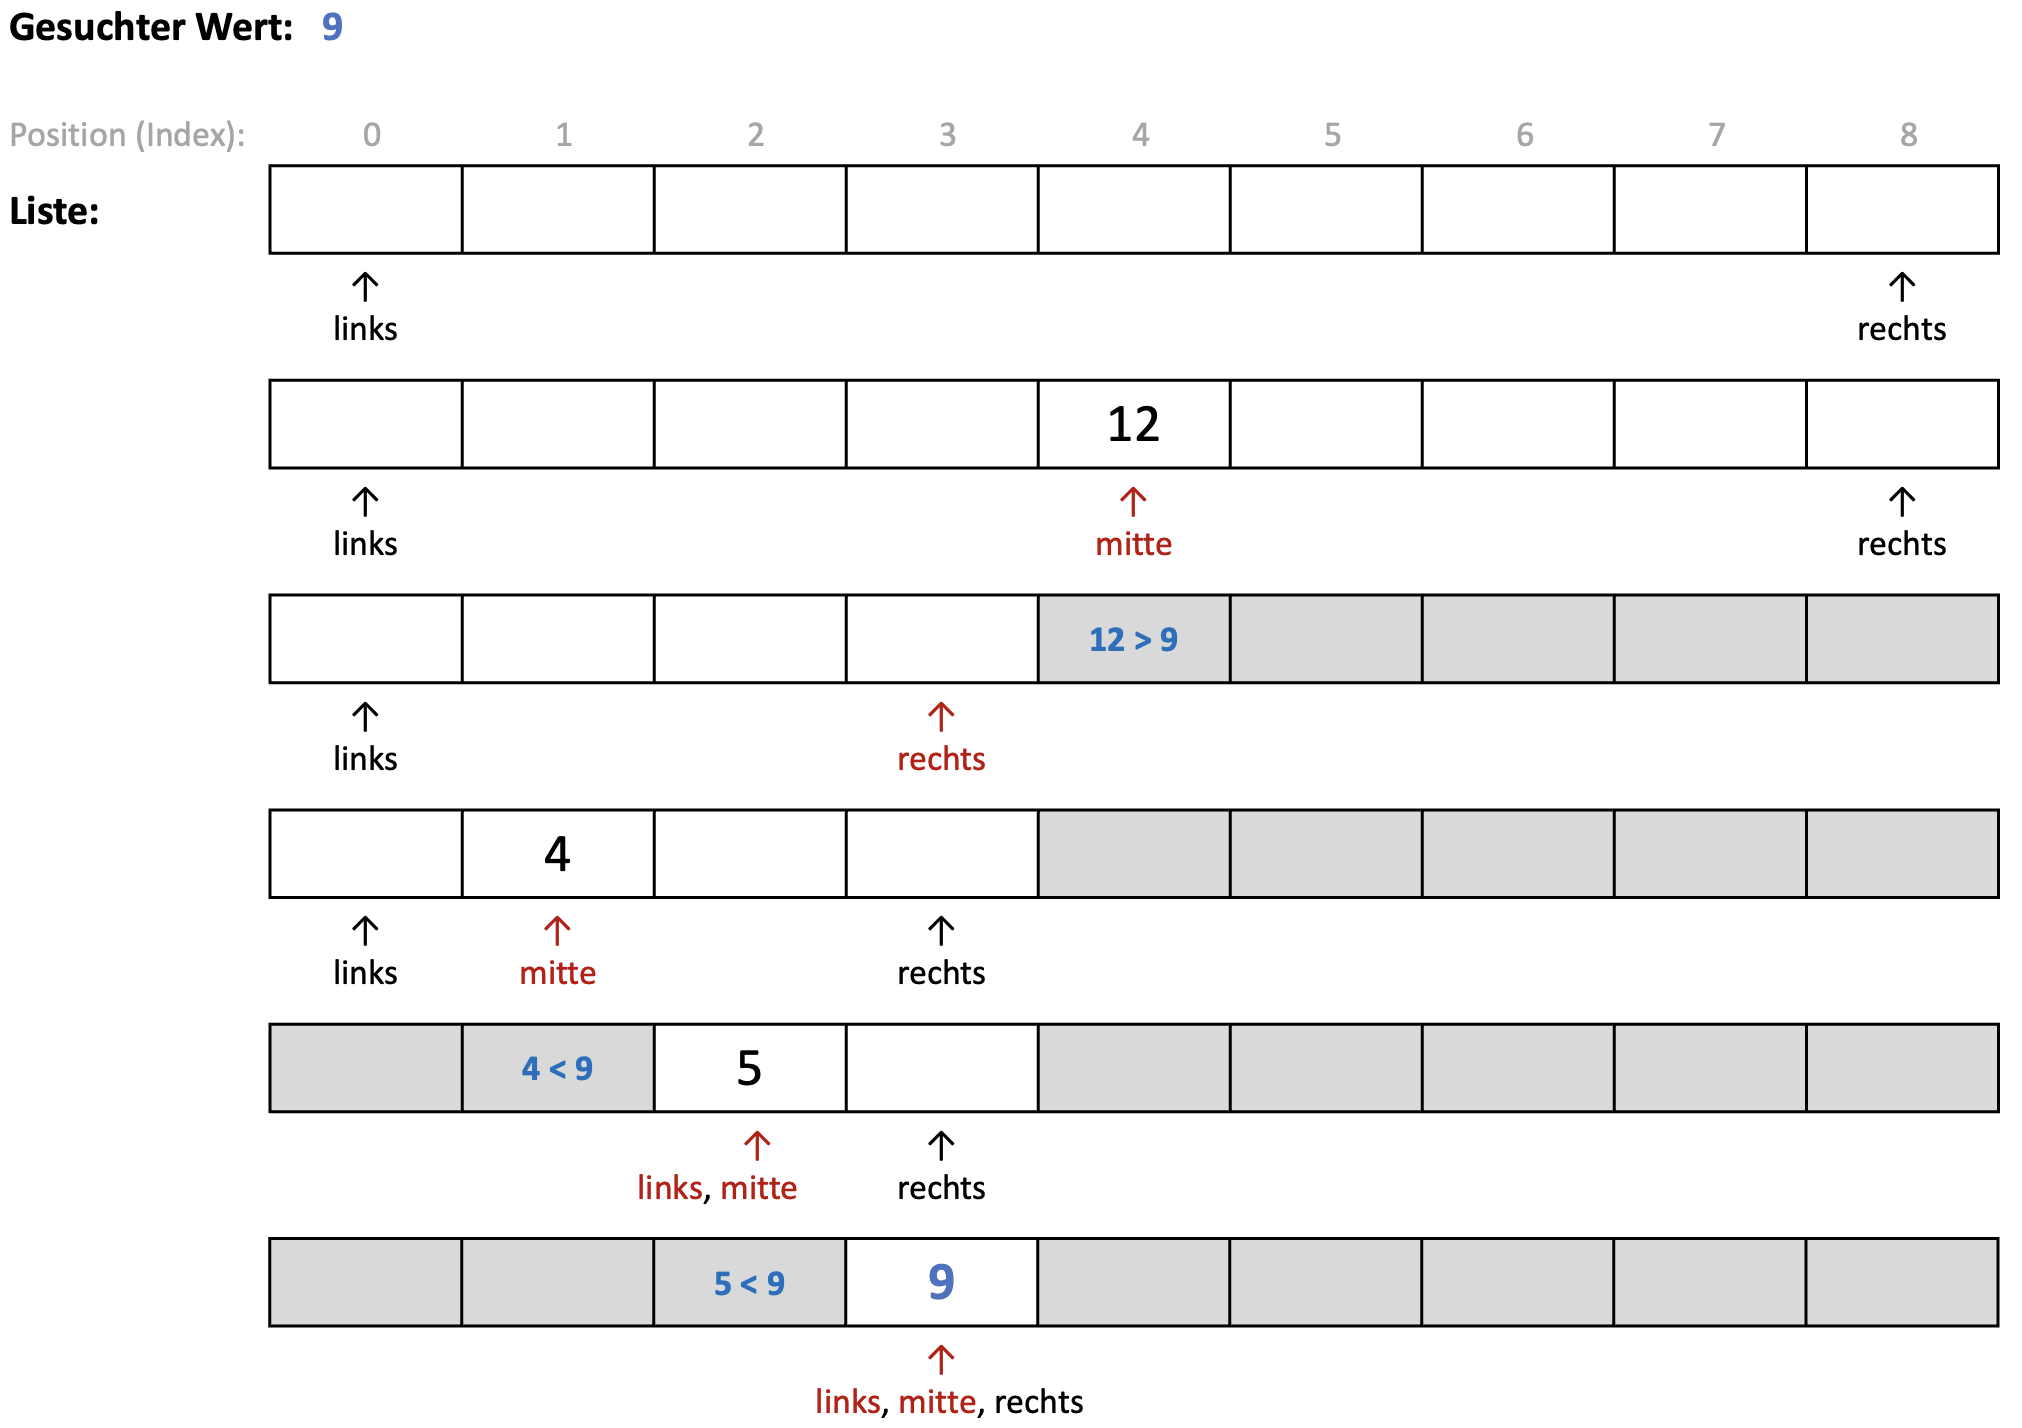 Gesuchter Wert: 9
Position (Index): 0 1 2 3 4 5 6 7 8
Liste:
↑ ↑
links rechts
12
↑ ↑ ↑
links mitte rechts
12 > 9
↑ ↑
links rechts
4
↑ ↑ ↑
links mitte rechts
4 < 9 5
↑ ↑
links, mitte rechts
5 < 9 9
↑
links, mitte, rechts